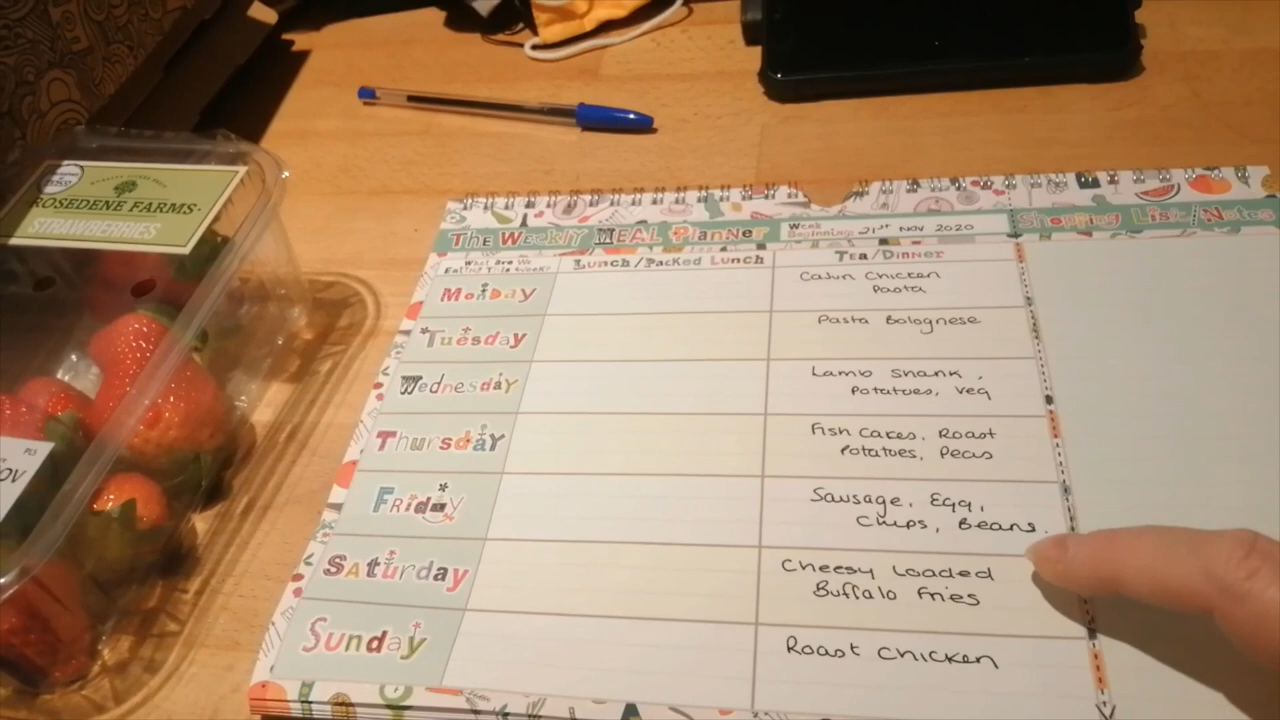 ROSEDENE FARMS
STRAWBERRIES
The Weekly Meal Planner
Week Beginning: 21st Nov 2020
Shopping List/Notes
What Are We
Eating This Week?
Lunch/Packed Lunch
Tea/Dinner
Monday
Cajun Chicken
Pasta
Tuesday
Pasta Bolognese
Wednesday
Lamb Shank,
Potatoes, Veg
Thursday
Fish Cakes, Roast
Potatoes, Peas
Friday
Sausage, Egg,
Chips, Beans.
Saturday
Cheesy Loaded
Buffalo Fries
Sunday
Roast Chicken